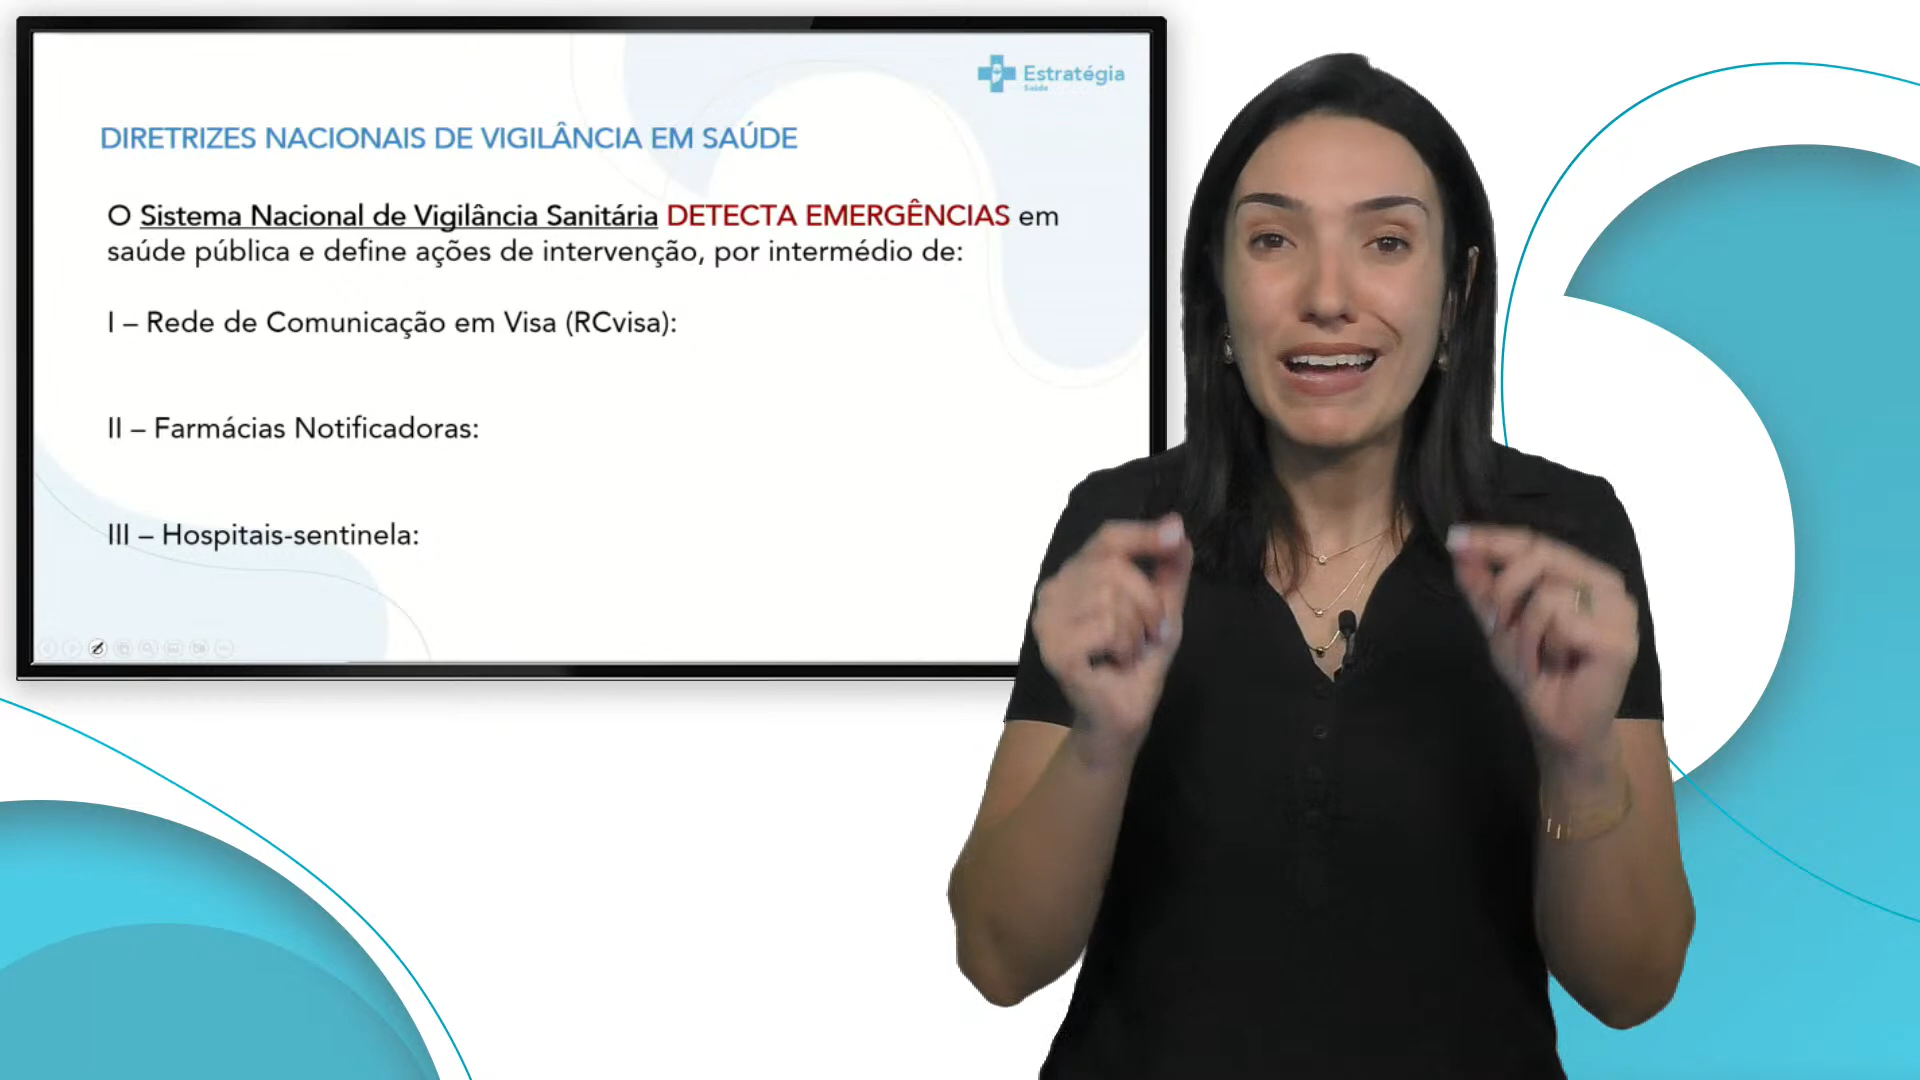 Estratégia
Saúde
DIRETRIZES NACIONAIS DE VIGILÂNCIA EM SAÚDE
O Sistema Nacional de Vigilância Sanitária DETECTA EMERGÊNCIAS em
saúde pública e define ações de intervenção, por intermédio de:
I – Rede de Comunicação em Visa (RCvisa):
II – Farmácias Notificadoras:
III – Hospitais-sentinela: